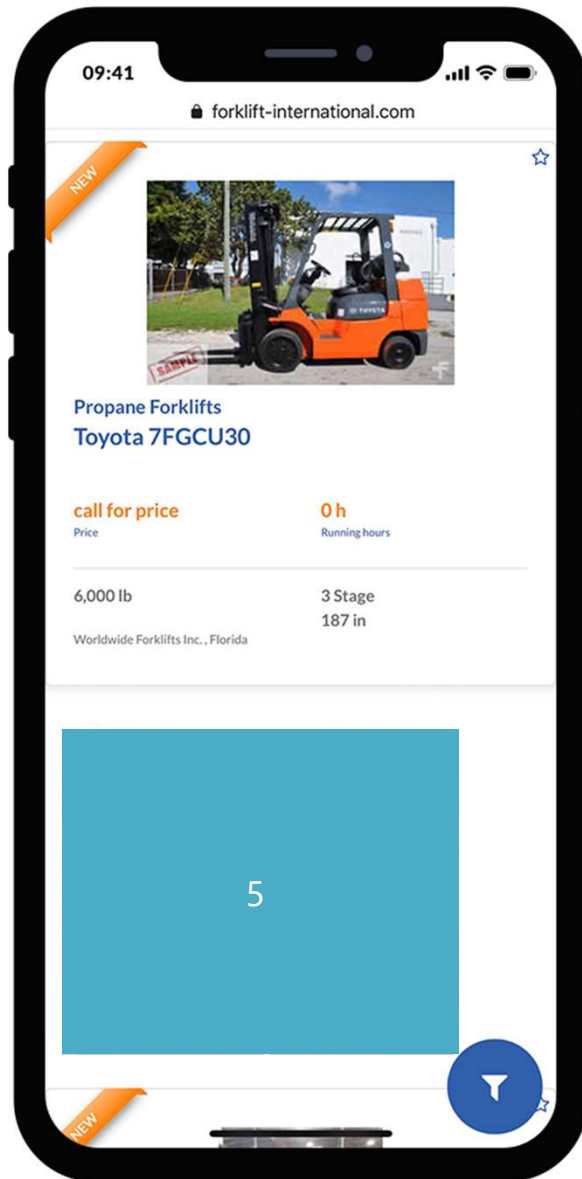 09:41
forklift-international.com
NEW
TOYOTA
SAMPLE
Propane Forklifts
Toyota 7FGCU30
call for price
0 h
Price
Running hours
6,000 lb
3 Stage
187 in
Worldwide Forklifts Inc. , Florida
5
NEW